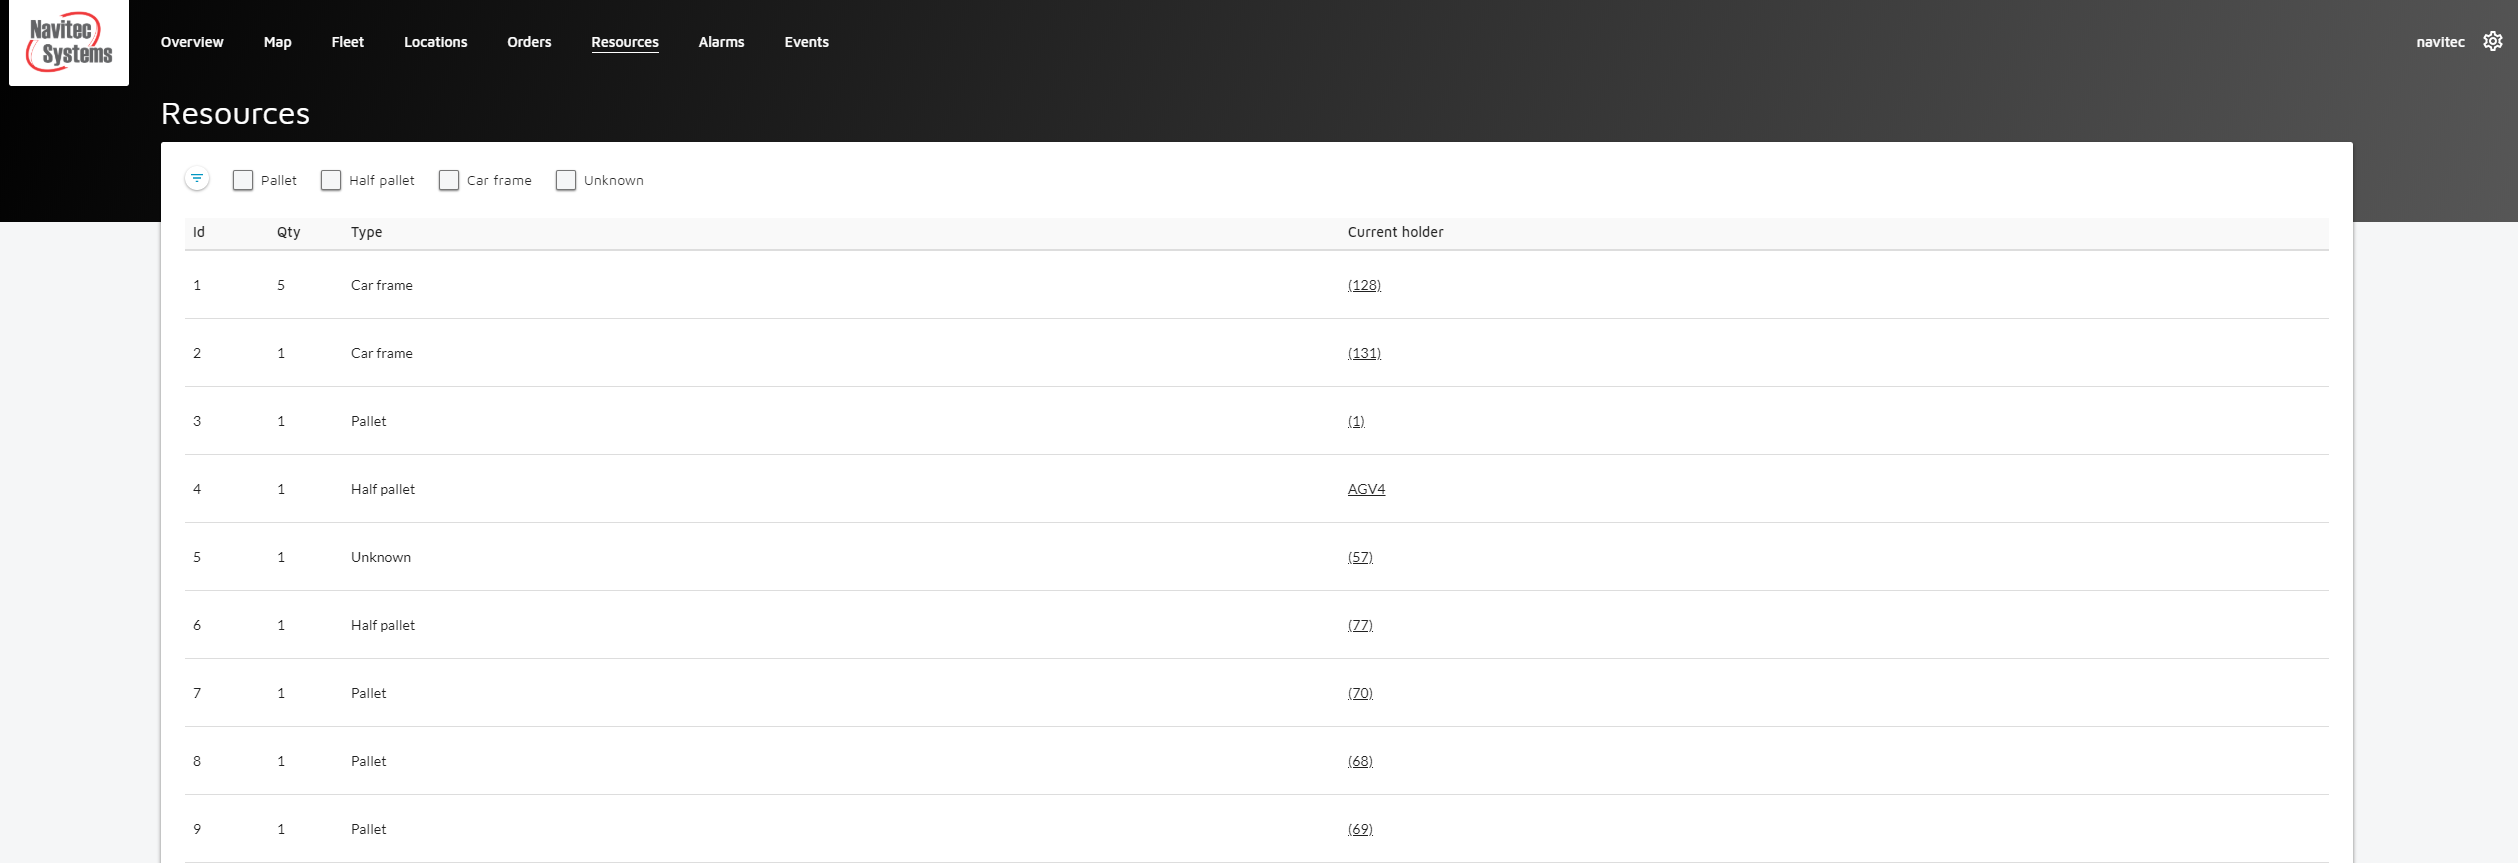 Navitec
Systems
Overview Map Fleet Locations Orders Resources Alarms Events navitec
Resources
Pallet Half pallet Car frame Unknown
Id Qty Type Current holder
1 5 Car frame (128)
2 1 Car frame (131)
3 1 Pallet (1)
4 1 Half pallet AGV4
5 1 Unknown (57)
6 1 Half pallet (77)
7 1 Pallet (70)
8 1 Pallet (68)
9 1 Pallet (69)